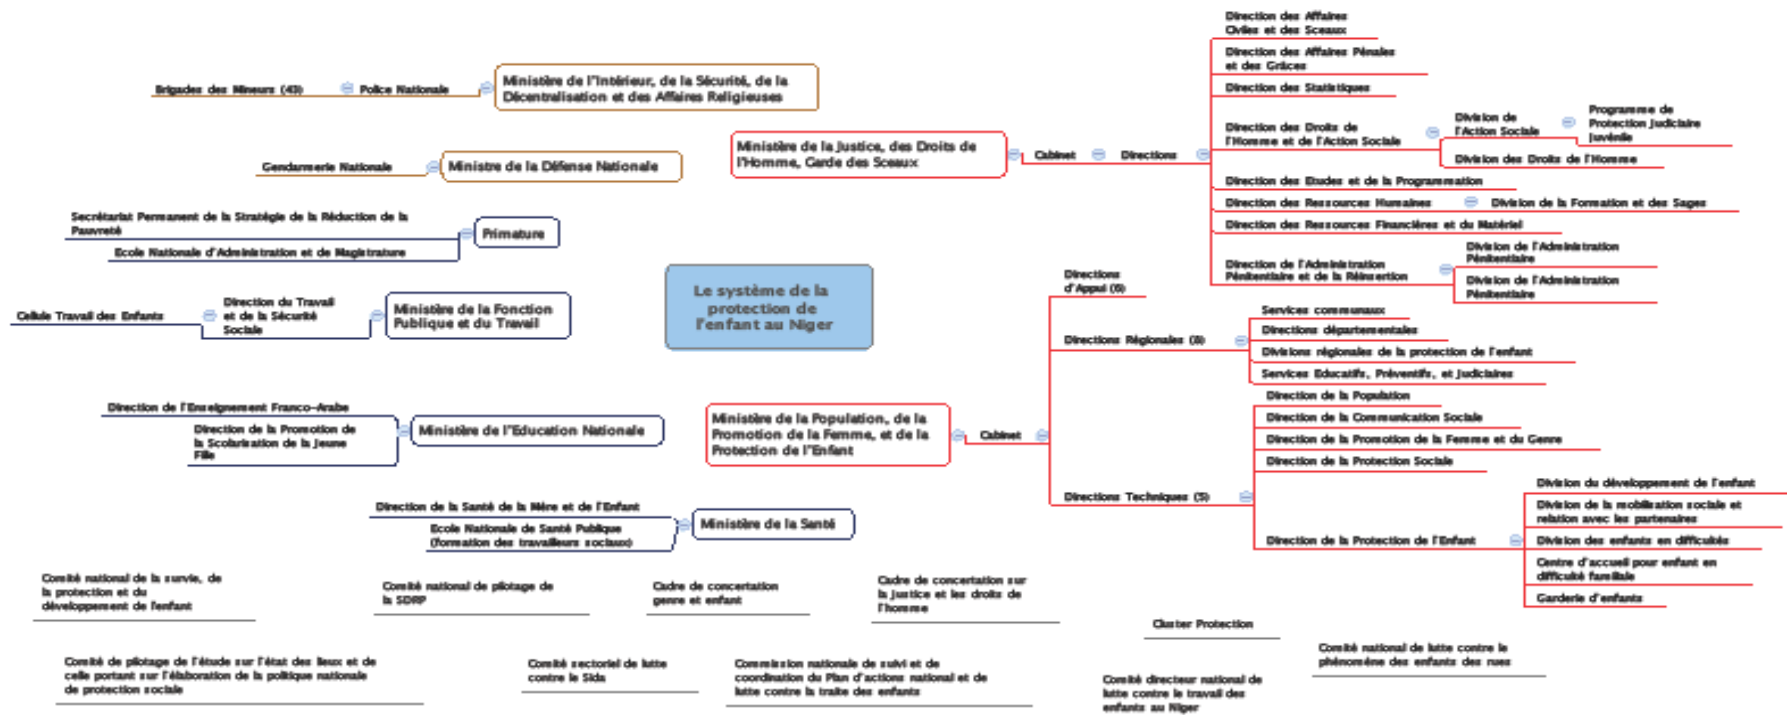 Ministère de l'Intérieur, de la Sécurité, de la
Décentralisation et des Affaires Religieuses
Police Nationale
Brigades des Mineurs (43)
Ministre de la Défense Nationale
Gendarmerie Nationale
Primature
Secrétariat Permanent de la Stratégie de la Réduction de la
Pauvreté
Ecole Nationale d'Administration et de Magistrature
Ministère de la Fonction
Publique et du Travail
Direction du Travail
et de la Sécurité
Sociale
Cellule Travail des Enfants
Ministère de l'Education Nationale
Direction de l'Enseignement Franco-Arabe
Direction de la Promotion de
la Scolarisation de la Jeune
Fille
Ministère de la Santé
Direction de la Santé de la Mère et de l'Enfant
Ecole Nationale de Santé Publique
(formation des travailleurs sociaux)
Le système de la
protection de
l'enfant au Niger
Ministère de la Justice, des Droits de
l'Homme, Garde des Sceaux
Cabinet
Directions
Direction des Affaires
Civiles et des Sceaux
Direction des Affaires Pénales
et des Grâces
Direction des Statistiques
Direction des Droits de
l'Homme et de l'Action Sociale
Division de
l'Action Sociale
Programme de
Protection Judiciaire
Juvénile
Division des Droits de l'Homme
Direction des Etudes et de la Programmation
Direction des Ressources Humaines
Division de la Formation et des Sages
Direction des Ressources Financières et du Matériel
Direction de l'Administration
Pénitentiaire et de la Réinsertion
Division de l'Administration
Pénitentiaire
Division de l'Administration
Pénitentiaire
Ministère de la Population, de la
Promotion de la Femme, et de la
Protection de l'Enfant
Cabinet
Directions
d'Appui (6)
Directions Régionales (8)
Services communaux
Directions départementales
Divisions régionales de la protection de l'enfant
Services Educatifs, Préventifs, et Judiciaires
Directions Techniques (5)
Direction de la Population
Direction de la Communication Sociale
Direction de la Promotion de la Femme et du Genre
Direction de la Protection Sociale
Direction de la Protection de l'Enfant
Division du développement de l'enfant
Division de la mobilisation sociale et
relation avec les partenaires
Division des enfants en difficultés
Centre d'accueil pour enfant en
difficulté familiale
Garderie d'enfants
Comité national de la survie, de
la protection et du
développement de l'enfant
Comité national de pilotage de
la SDRP
Cadre de concertation
genre et enfant
Cadre de concertation sur
la justice et les droits de
l'homme
Cluster Protection
Comité national de lutte contre le
phénomène des enfants des rues
Comité de pilotage de l'étude sur l'état des lieux et de
celle portant sur l'élaboration de la politique nationale
de protection sociale
Comité sectoriel de lutte
contre le Sida
Commission nationale de suivi et de
coordination du Plan d'actions national et de
lutte contre la traite des enfants
Comité directeur national de
lutte contre le travail des
enfants au Niger